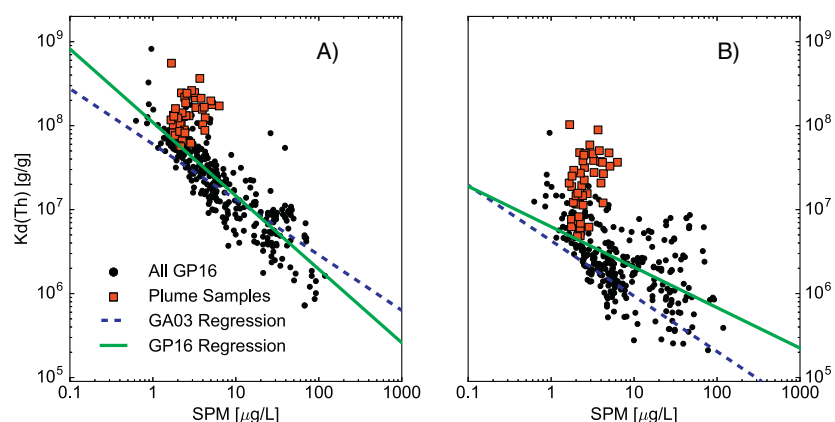 A)
B)
10⁹
10⁸
10⁷
10⁶
10⁵
Kd(Th) [g/g]
All GP16
Plume Samples
GA03 Regression
GP16 Regression
0.1 1 10 100 1000
SPM [μg/L]
10⁹
10⁸
10⁷
10⁶
10⁵
0.1 1 10 100 1000
SPM [μg/L]